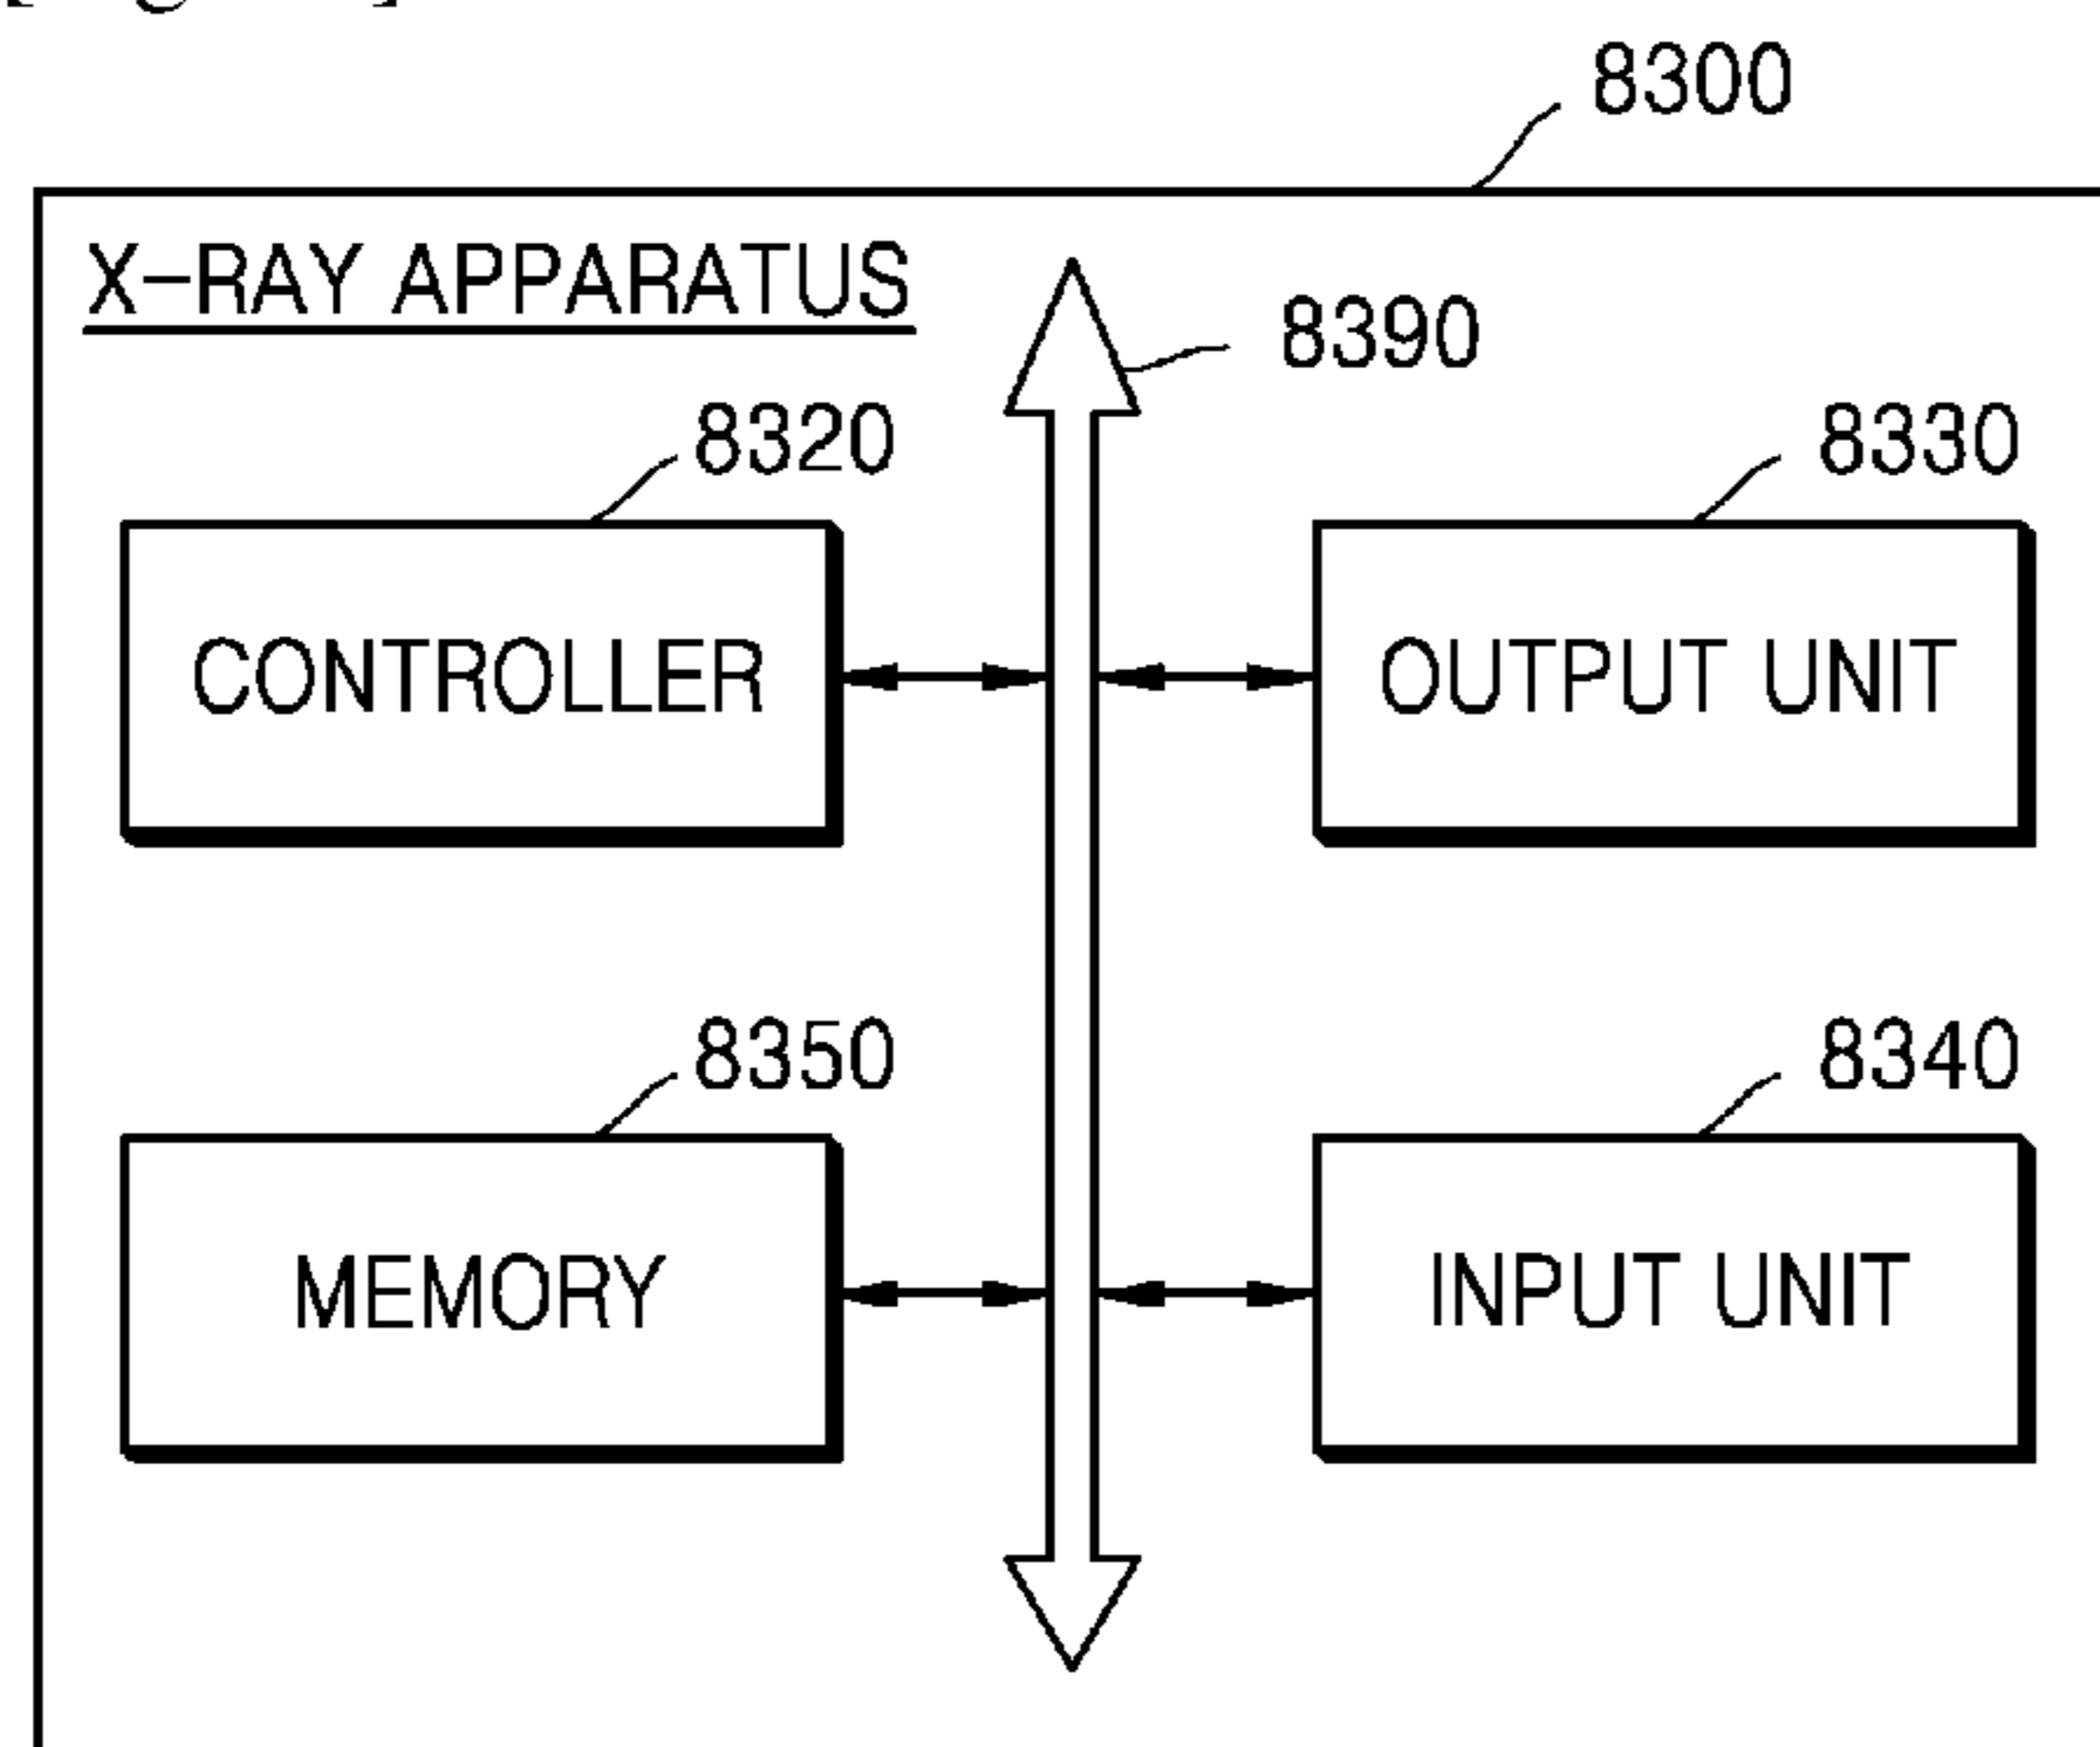 8300
X-RAY APPARATUS
8390
8320
8330
CONTROLLER
OUTPUT UNIT
8350
8340
MEMORY
INPUT UNIT